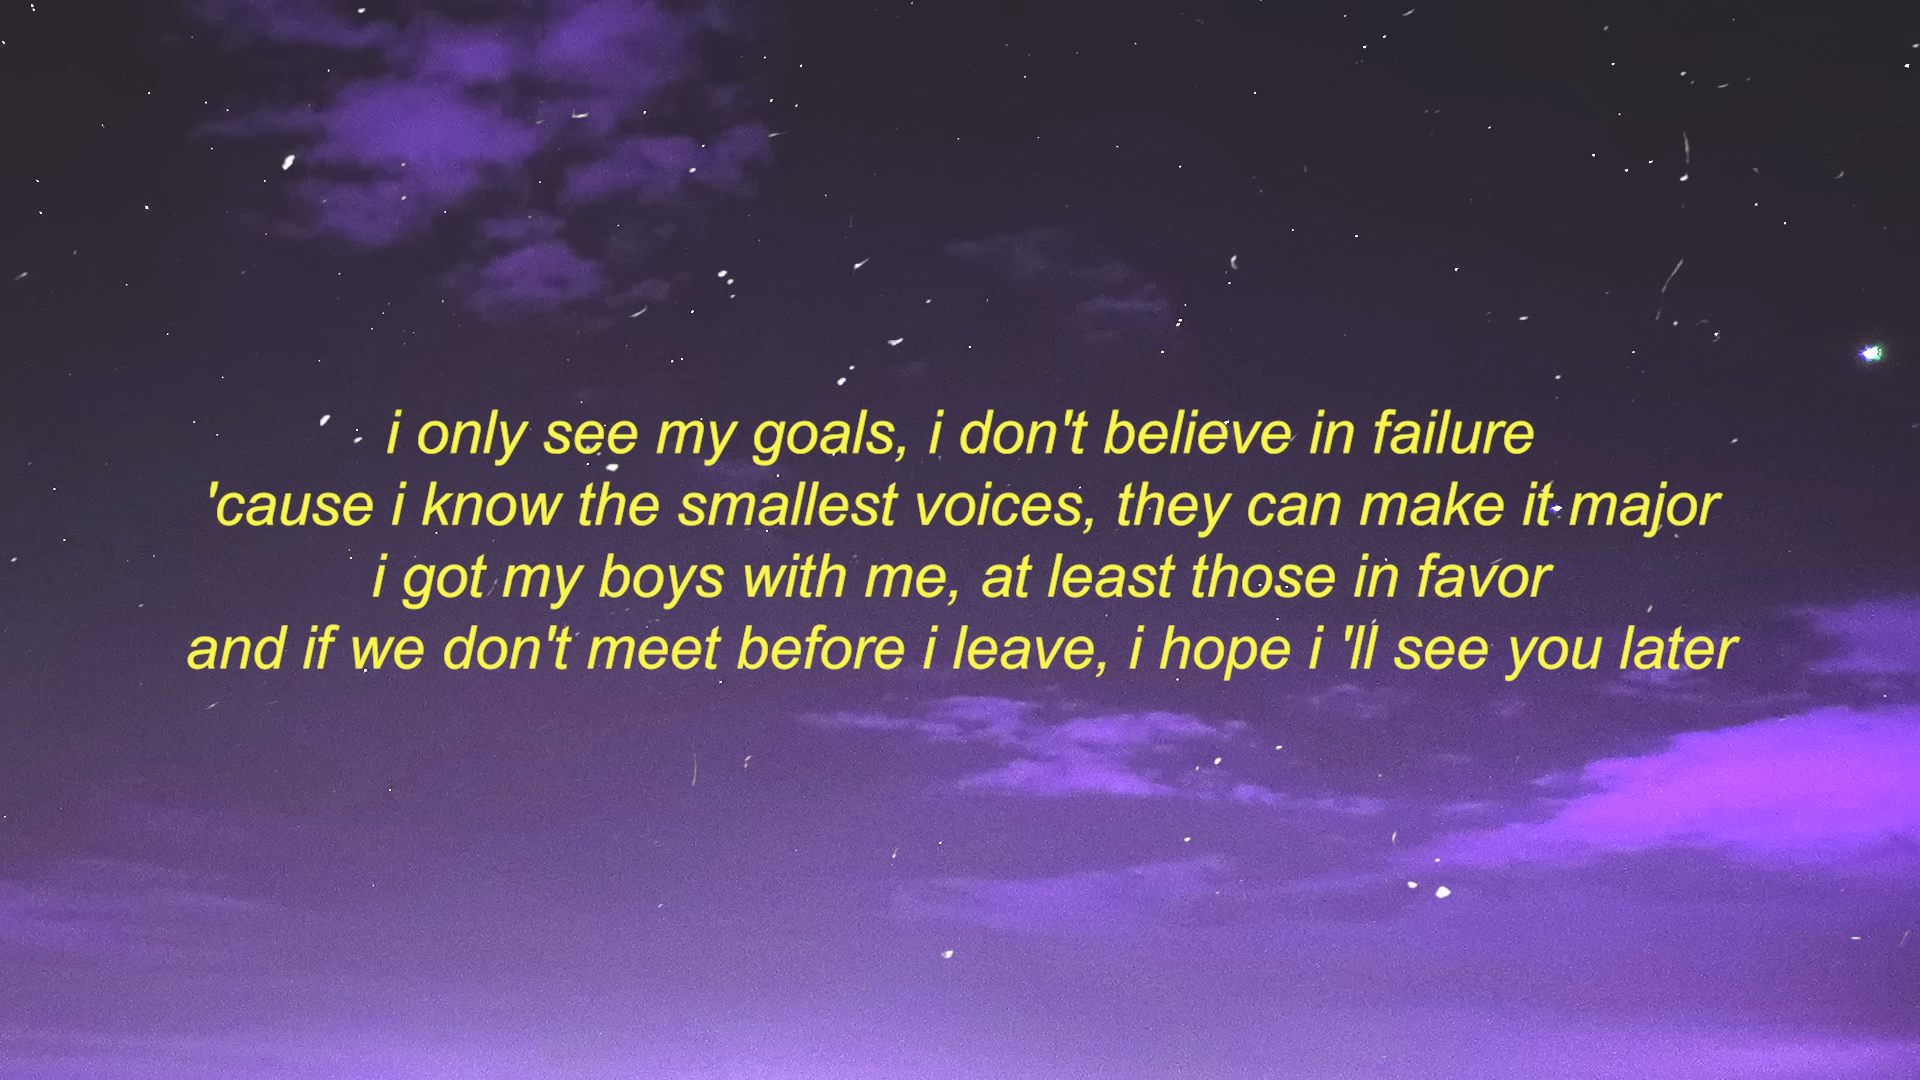 i only see my goals, i don't believe in failure
'cause i know the smallest voices, they can make it major
i got my boys with me, at least those in favor
and if we don't meet before i leave, i hope i 'll see you later